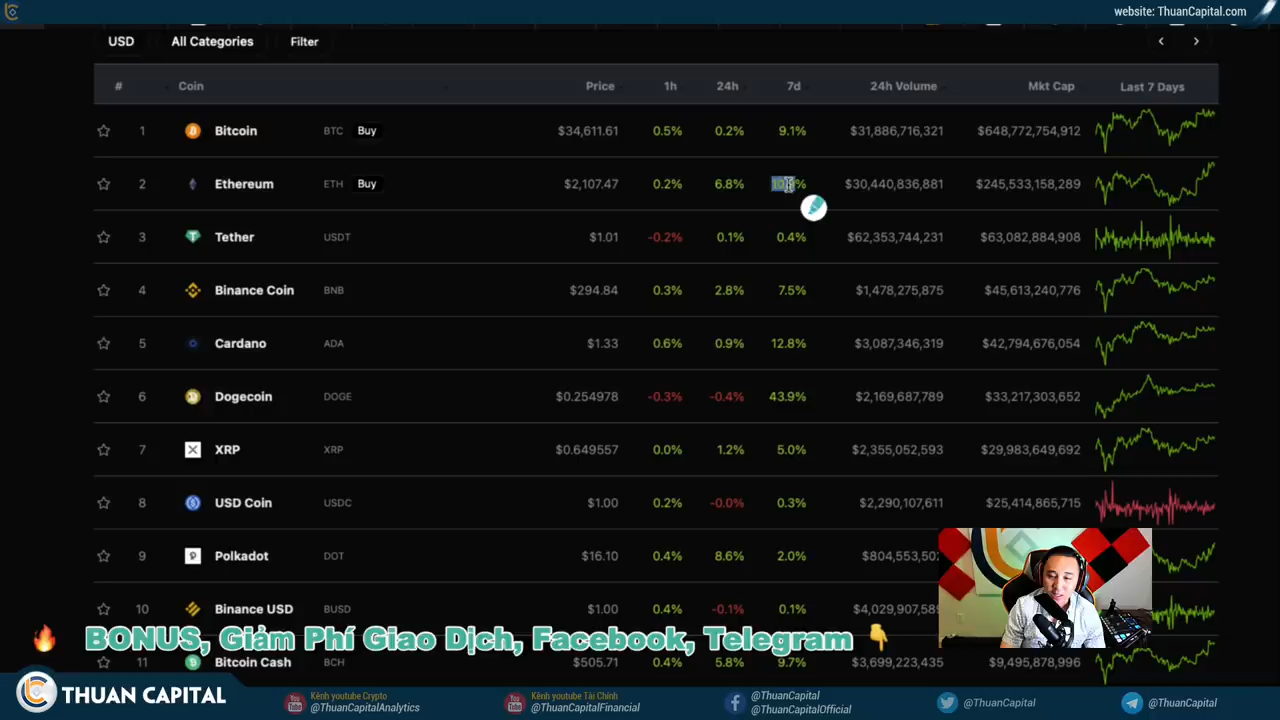 website: ThuanCapital.com
USD All Categories Filter
# Coin Price 1h 24h 7d 24h Volume Mkt Cap Last 7 Days
1 Bitcoin BTC Buy $34,611.61 0.5% 0.2% 9.1% $31,886,716,321 $648,772,754,912
2 Ethereum ETH Buy $2,107.47 0.2% 6.8% % $30,440,836,881 $245,533,158,289
3 Tether USDT $1.01 -0.2% 0.1% 0.4% $62,353,744,231 $63,082,884,908
4 Binance Coin BNB $294.84 0.3% 2.8% 7.5% $1,478,275,875 $45,613,240,776
5 Cardano ADA $1.33 0.6% 0.9% 12.8% $3,087,346,319 $42,794,676,054
6 Dogecoin DOGE $0.254978 -0.3% -0.4% 43.9% $2,169,687,789 $33,217,303,652
7 XRP XRP $0.649557 0.0% 1.2% 5.0% $2,355,052,593 $29,983,649,692
8 USD Coin USDC $1.00 0.2% -0.0% 0.3% $2,290,107,611 $25,414,865,715
9 Polkadot DOT $16.10 0.4% 8.6% 2.0%
10 Binance USD BUSD $1.00 0.4% -0.1% 0.1%
BONUS, Giảm Phí Giao Dịch, Facebook, Telegram
11 Bitcoin Cash BCH $505.71 0.4% 5.8% 9.7% $3,699,223,435 $9,495,878,996
THUAN CAPITAL
Kênh youtube Crypto
@ThuanCapitalAnalytics
Kênh youtube Tài Chính
@ThuanCapitalFinancial
@ThuanCapital
@ThuanCapitalOfficial
@ThuanCapital
@ThuanCapital